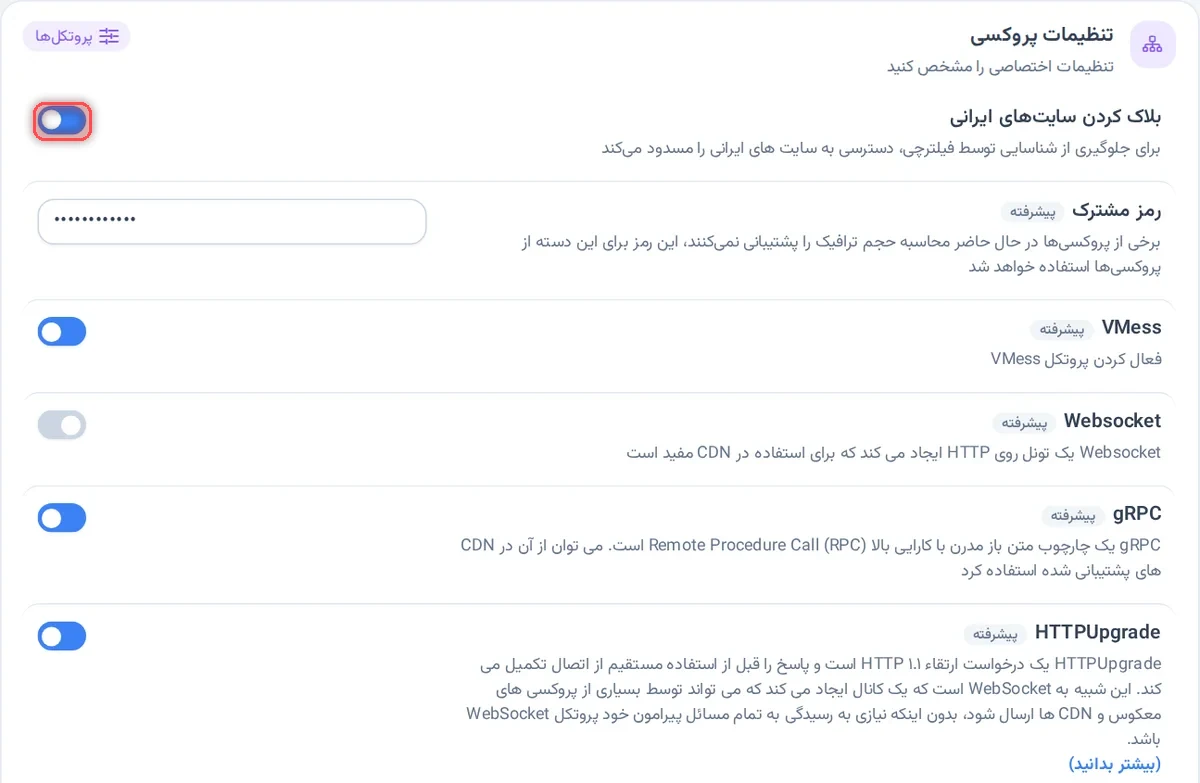 تنظیمات پروکسی
پروتکل‌ها
تنظیمات اختصاصی را مشخص کنید
بلاک کردن سایت‌های ایرانی
برای جلوگیری از شناسایی توسط فیلترچی، دسترسی به سایت های ایرانی را مسدود می‌کند
رمز مشترک پیشرفته
••••••••••••
برخی از پروکسی‌ها در حال حاضر محاسبه حجم ترافیک را پشتیبانی نمی‌کنند، این رمز برای این دسته از
پروکسی‌ها استفاده خواهد شد
VMess پیشرفته
فعال کردن پروتکل VMess
Websocket پیشرفته
Websocket یک تونل روی HTTP ایجاد می کند که برای استفاده در CDN مفید است
gRPC پیشرفته
gRPC یک چارچوب متن باز مدرن با کارایی بالا Remote Procedure Call (RPC) است. می توان از آن در CDN
های پشتیبانی شده استفاده کرد
HTTPUpgrade پیشرفته
HTTPUpgrade یک درخواست ارتقاء HTTP ۱.۱ است و پاسخ را قبل از استفاده مستقیم از اتصال تکمیل می
کند. این شبیه به WebSocket است که یک کانال ایجاد می کند که می تواند توسط بسیاری از پروکسی های
معکوس و CDN ها ارسال شود، بدون اینکه نیازی به رسیدگی به تمام مسائل پیرامون خود پروتکل WebSocket
باشد.
(بیشتر بدانید)